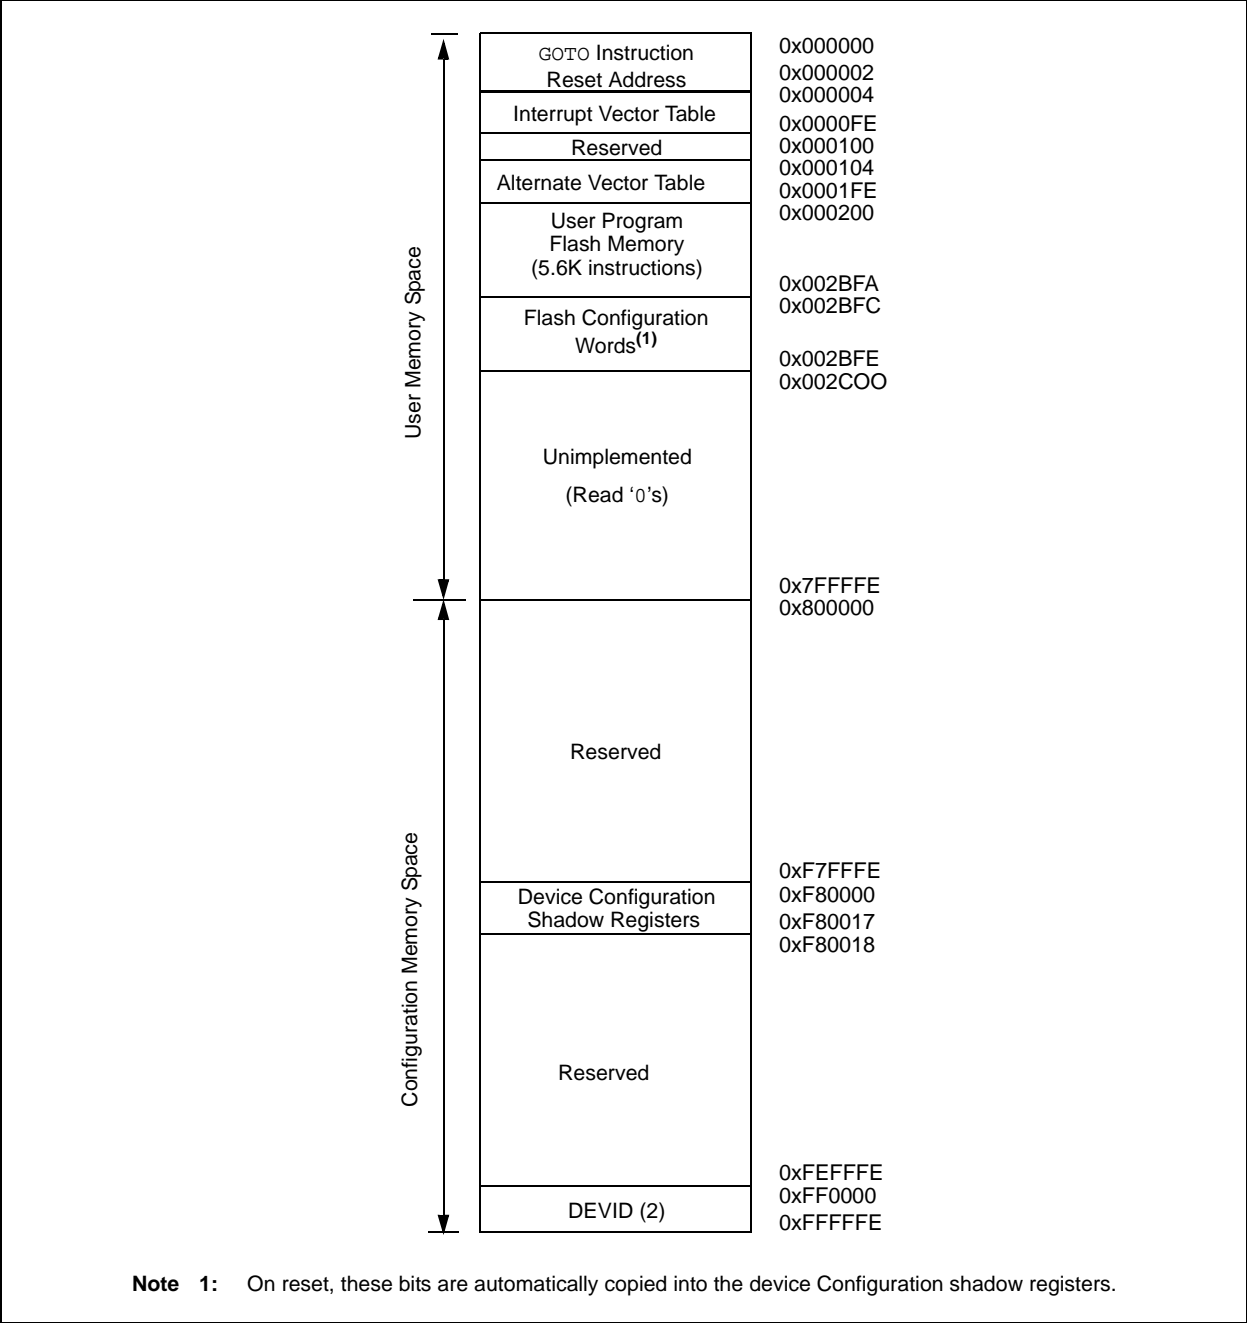 GOTO Instruction
Reset Address
0x000000
0x000002
0x000004
Interrupt Vector Table
0x0000FE
Reserved
0x000100
0x000104
Alternate Vector Table
0x0001FE
0x000200
User Program
Flash Memory
(5.6K instructions)
0x002BFA
0x002BFC
Flash Configuration
Words(1)
0x002BFE
0x002COO
User Memory Space
Unimplemented
(Read ‘0’s)
0x7FFFFE
0x800000
Reserved
0xF7FFFE
0xF80000
Device Configuration
Shadow Registers
0xF80017
0xF80018
Configuration Memory Space
Reserved
0xFEFFFE
0xFF0000
DEVID (2)
0xFFFFFE
Note 1: On reset, these bits are automatically copied into the device Configuration shadow registers.